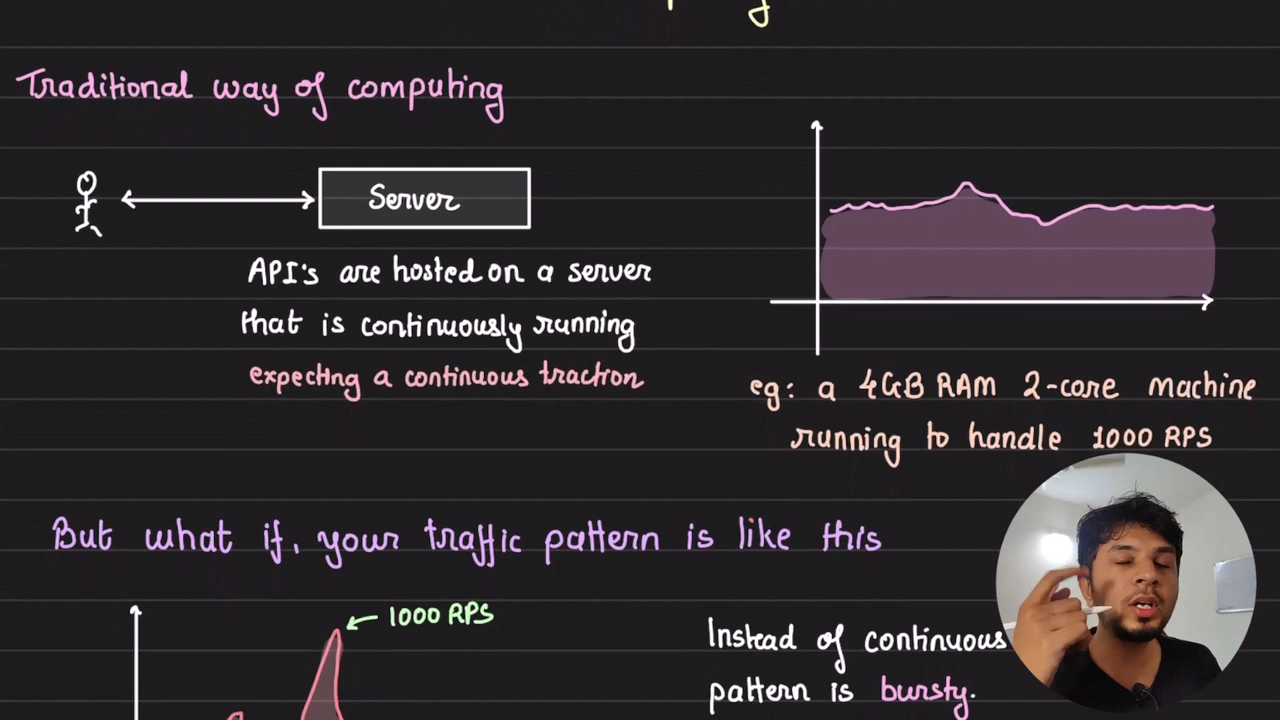 Traditional way of computing
Server
API's are hosted on a server
that is continuously running
expecting a continuous traction
eg: a 4GB RAM 2-core machine
running to handle 1000 RPS
But what if, your traffic pattern is like this
← 1000 RPS
Instead of continuous
pattern is bursty.